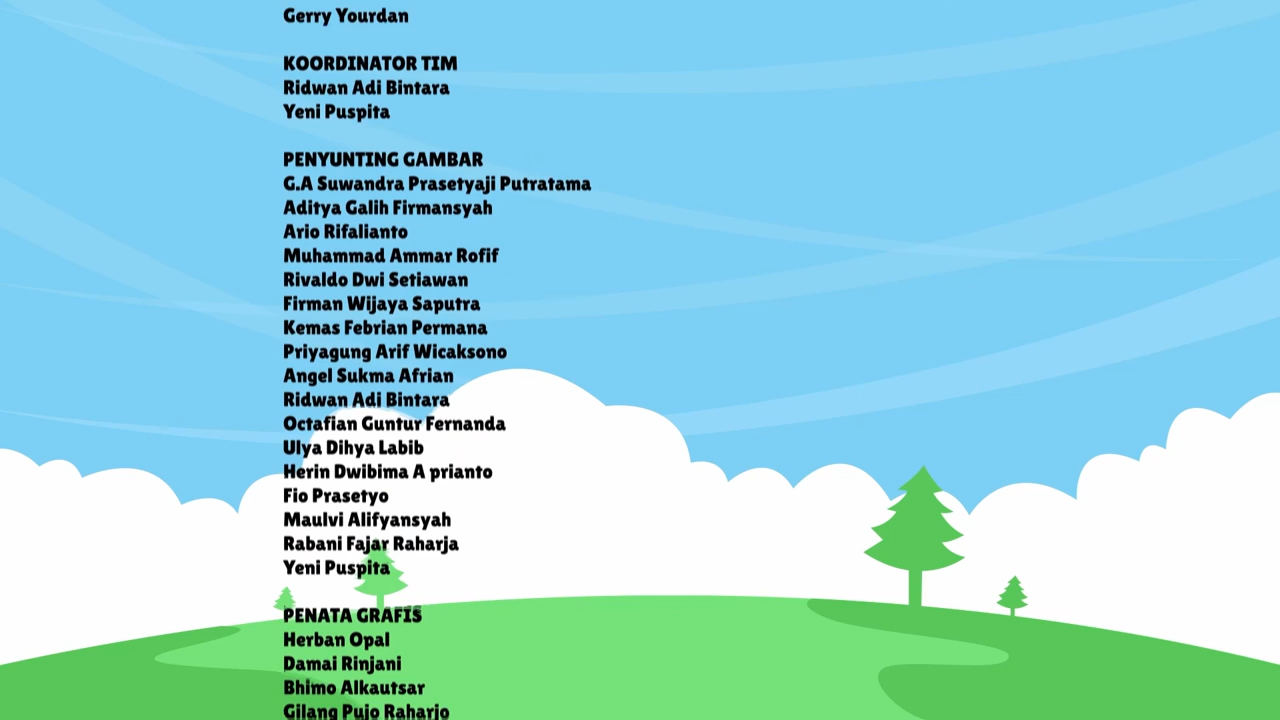 Gerry Yourdan
KOORDINATOR TIM
Ridwan Adi Bintara
Yeni Puspita
PENYUNTING GAMBAR
G.A Suwandra Prasetyaji Putratama
Aditya Galih Firmansyah
Ario Rifalianto
Muhammad Ammar Rofif
Rivaldo Dwi Setiawan
Firman Wijaya Saputra
Kemas Febrian Permana
Priyagung Arif Wicaksono
Angel Sukma Afrian
Ridwan Adi Bintara
Octafian Guntur Fernanda
Ulya Dihya Labib
Herin Dwibima A prianto
Fio Prasetyo
Maulvi Alifyansyah
Rabani Fajar Raharja
Yeni Puspita
PENATA GRAFIS
Herban Opal
Damai Rinjani
Bhimo Alkautsar
Gilang Pujo Raharjo